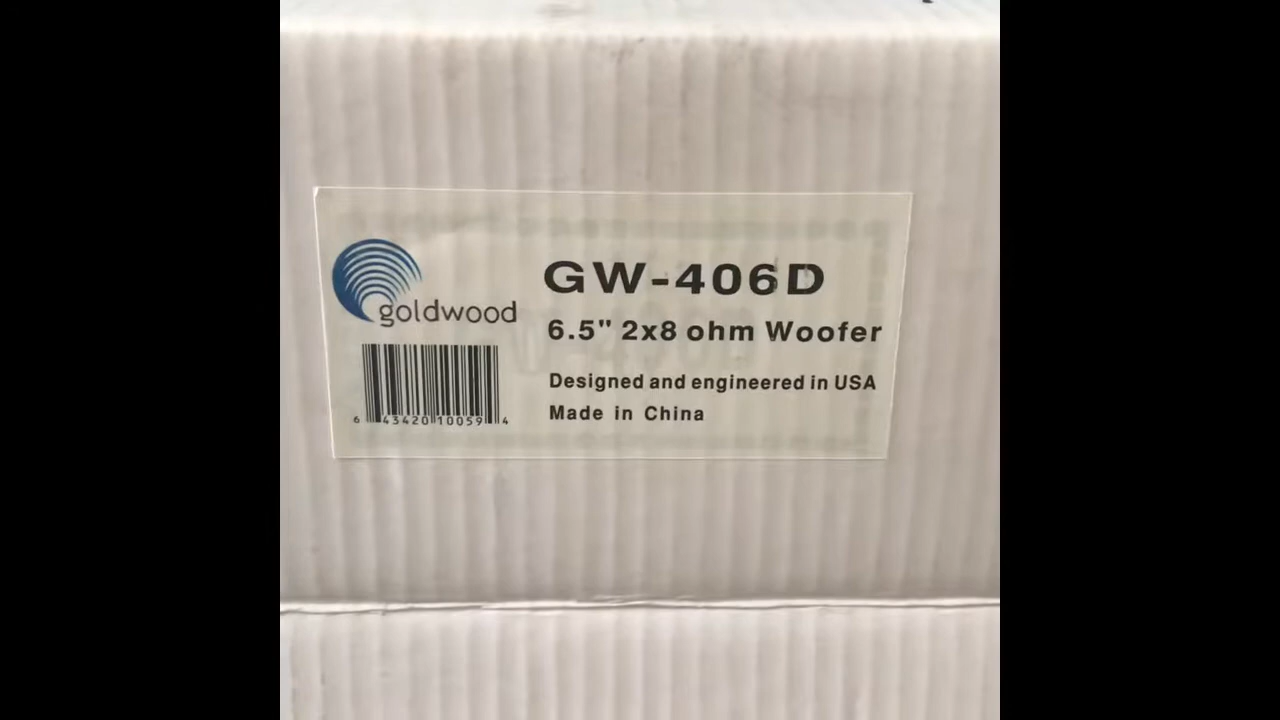 GW-406D
goldwood
6.5" 2x8 ohm Woofer
Designed and engineered in USA
Made in China
6 43420 10059 4